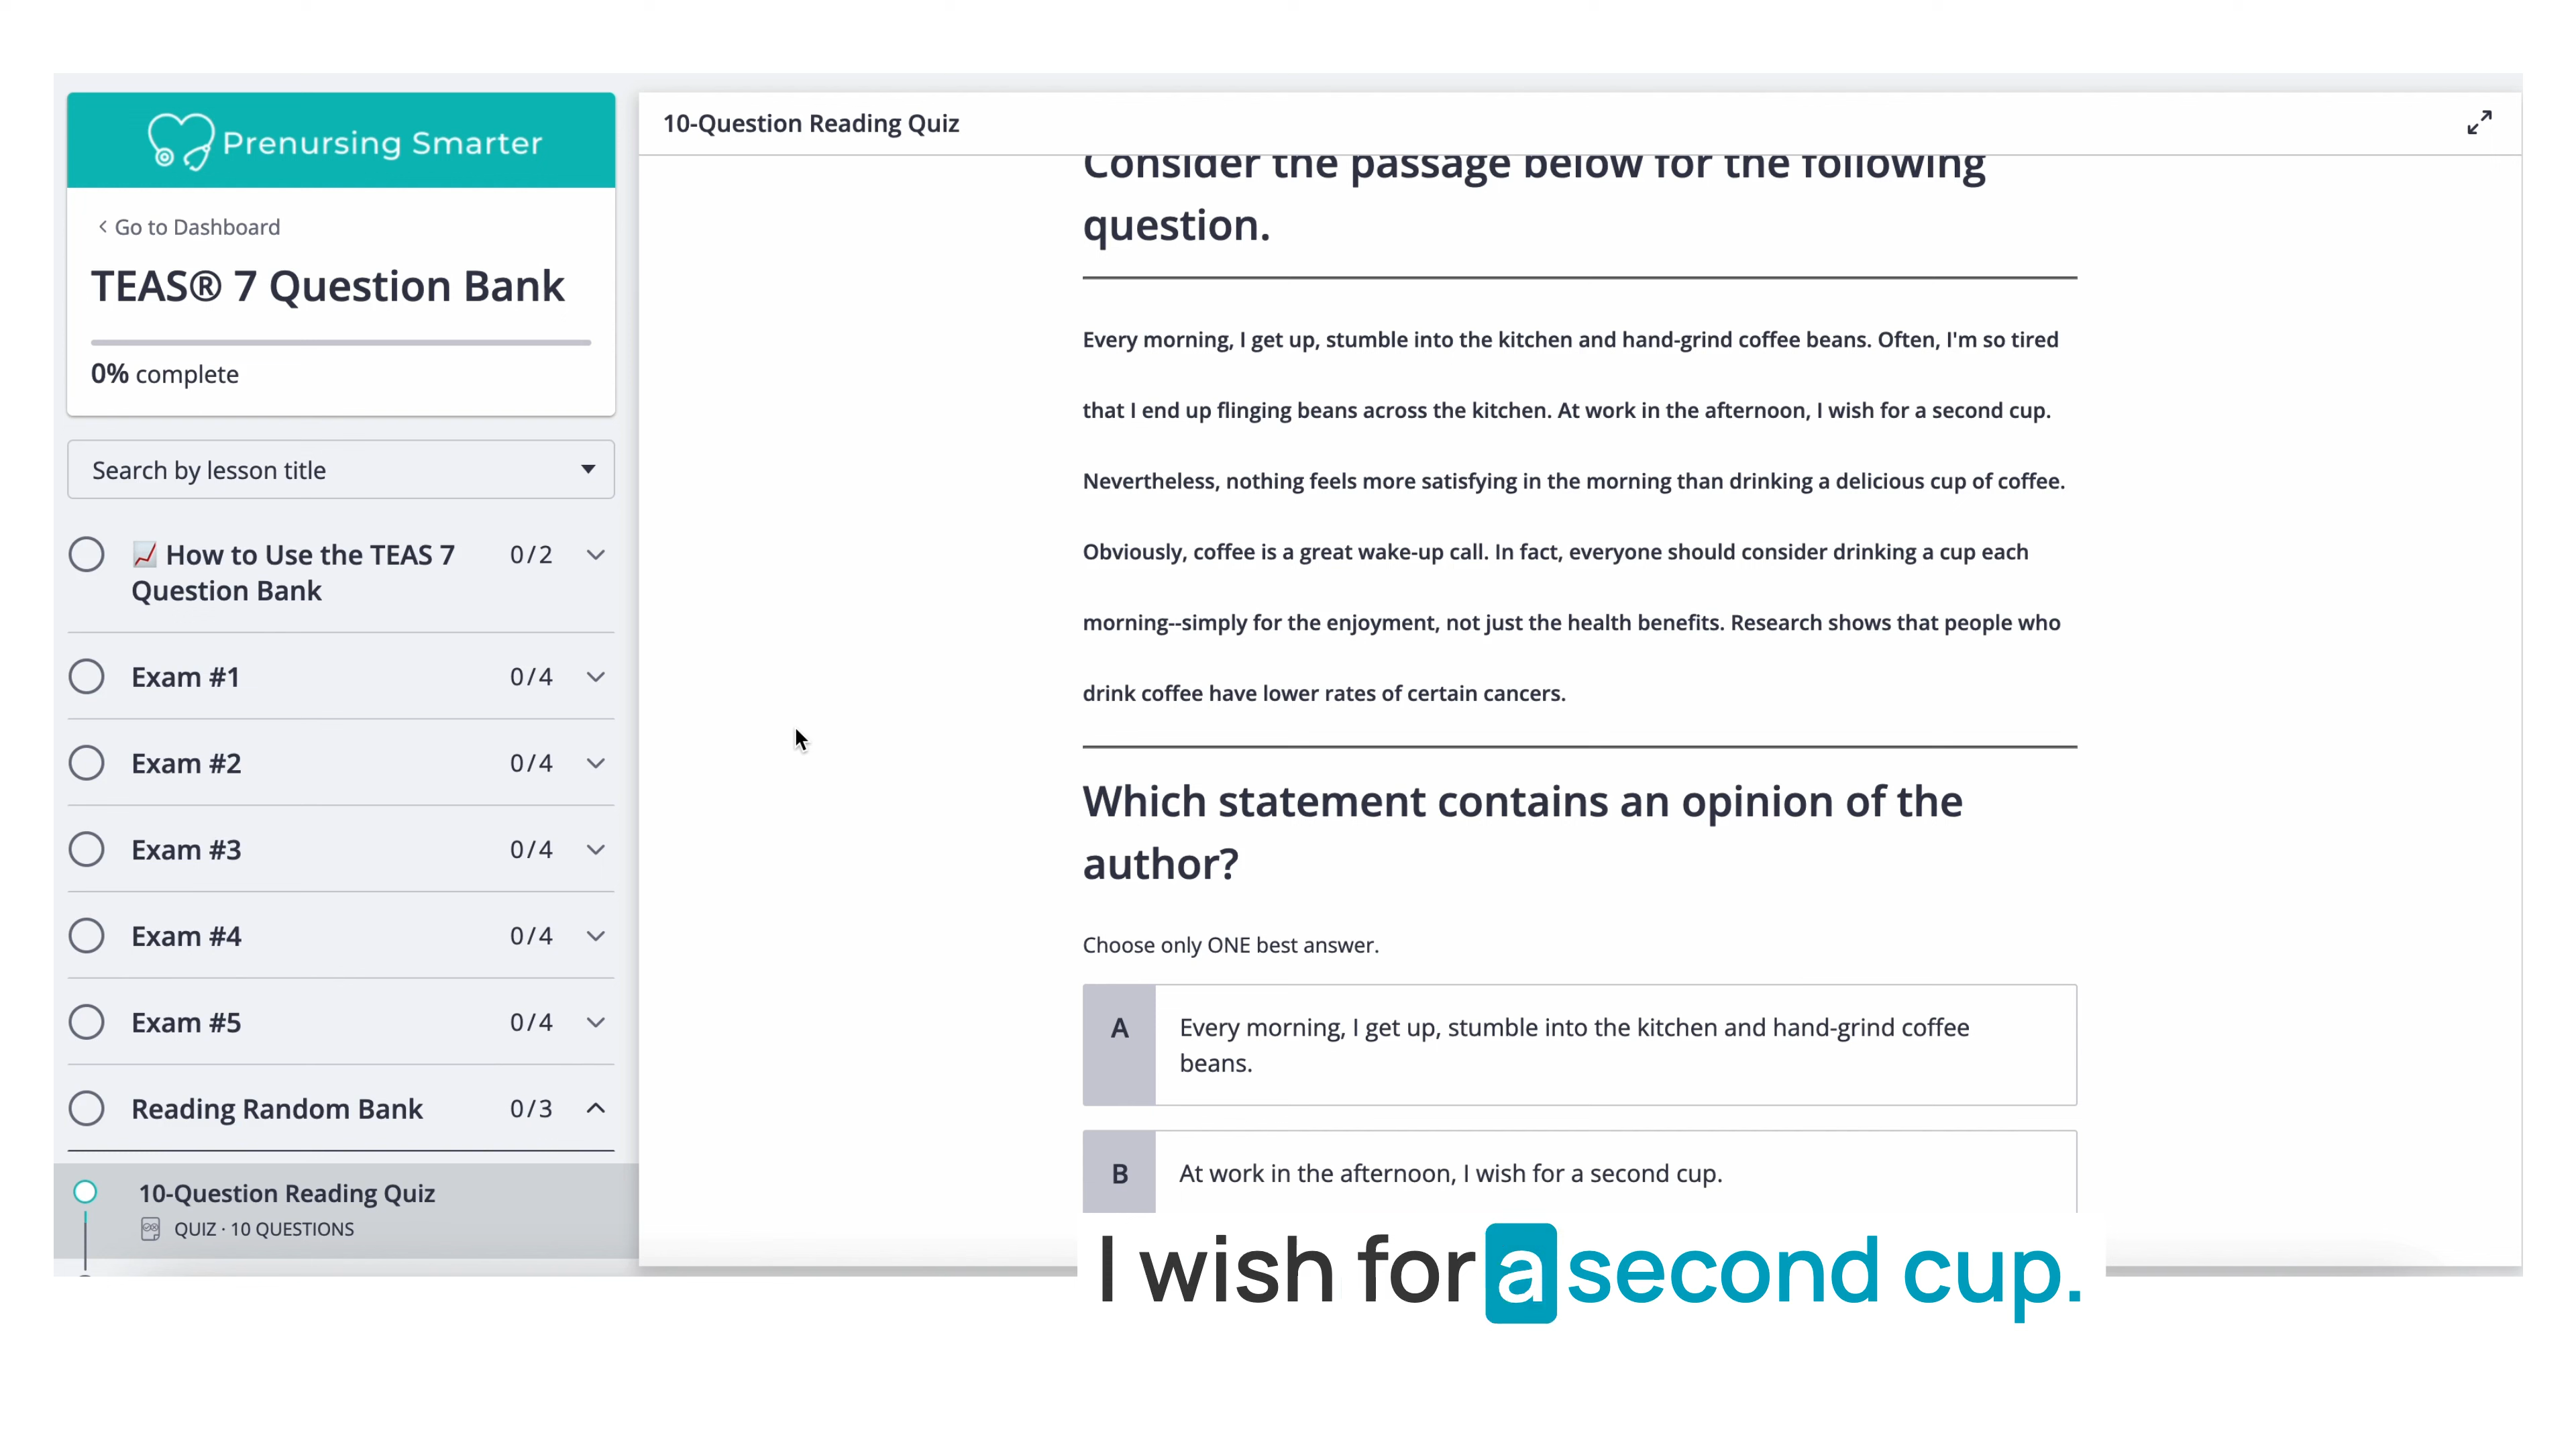 Prenursing Smarter
Go to Dashboard
TEAS® 7 Question Bank
0% complete
Search by lesson title
How to Use the TEAS 7 0/2
Question Bank
Exam #1 0/4
Exam #2 0/4
Exam #3 0/4
Exam #4 0/4
Exam #5 0/4
Reading Random Bank 0/3
10-Question Reading Quiz
QUIZ · 10 QUESTIONS
10-Question Reading Quiz
Consider the passage below for the following
question.
Every morning, I get up, stumble into the kitchen and hand-grind coffee beans. Often, I'm so tired
that I end up flinging beans across the kitchen. At work in the afternoon, I wish for a second cup.
Nevertheless, nothing feels more satisfying in the morning than drinking a delicious cup of coffee.
Obviously, coffee is a great wake-up call. In fact, everyone should consider drinking a cup each
morning--simply for the enjoyment, not just the health benefits. Research shows that people who
drink coffee have lower rates of certain cancers.
Which statement contains an opinion of the
author?
Choose only ONE best answer.
A Every morning, I get up, stumble into the kitchen and hand-grind coffee
beans.
B At work in the afternoon, I wish for a second cup.
I wish for a second cup.